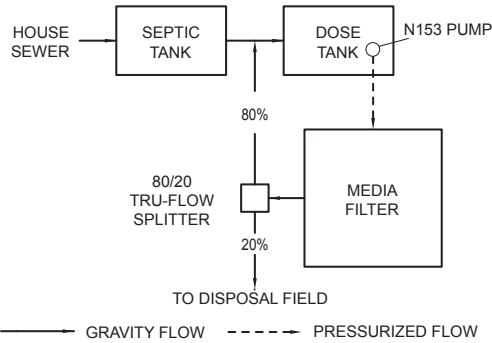 HOUSE
SEWER
SEPTIC
TANK
DOSE
TANK
N153 PUMP
80%
80/20
TRU-FLOW
SPLITTER
MEDIA
FILTER
20%
TO DISPOSAL FIELD
GRAVITY FLOW
PRESSURIZED FLOW